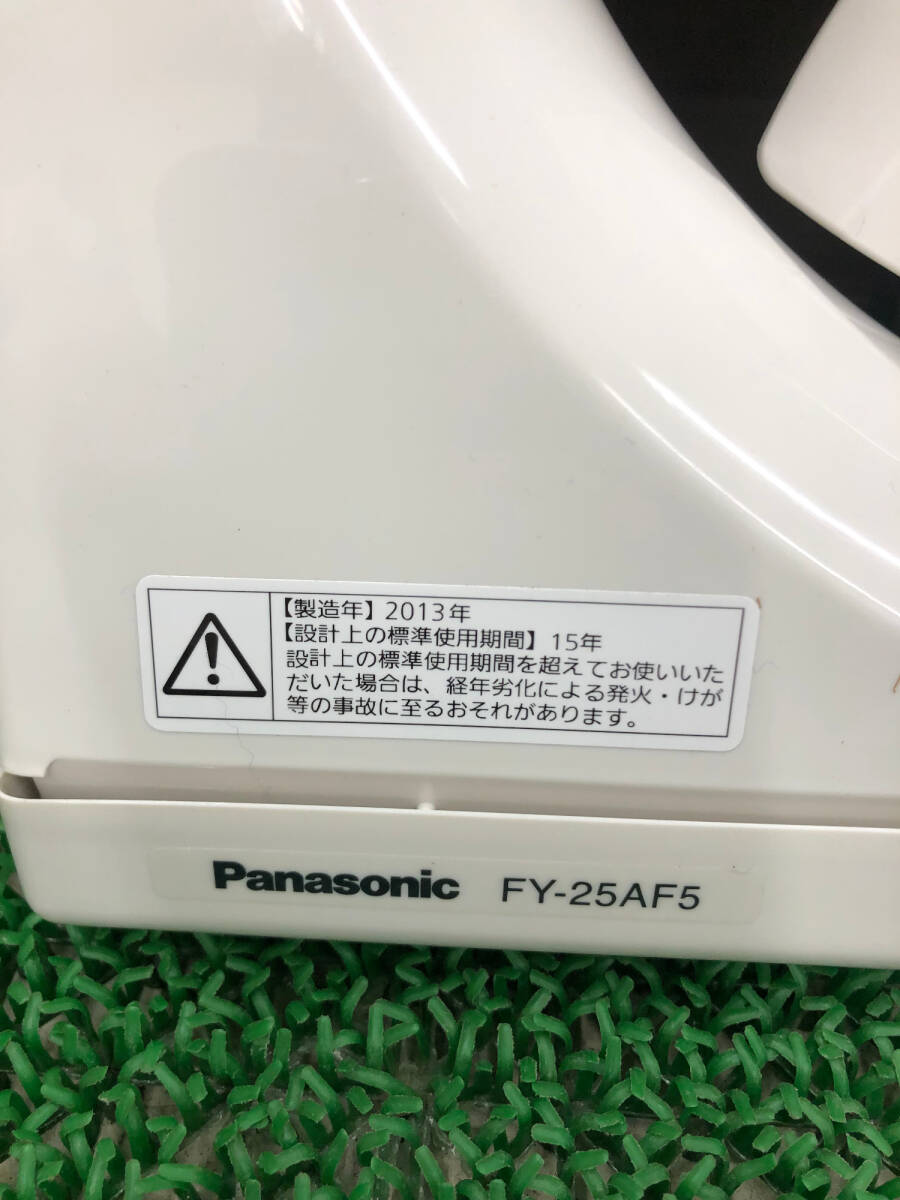 【製造年】2013年
【設計上の標準使用期間】15年
設計上の標準使用期間を超えてお使いいた
だいた場合は、経年劣化による発火・けが
等の事故に至るおそれがあります。
Panasonic FY-25AF5